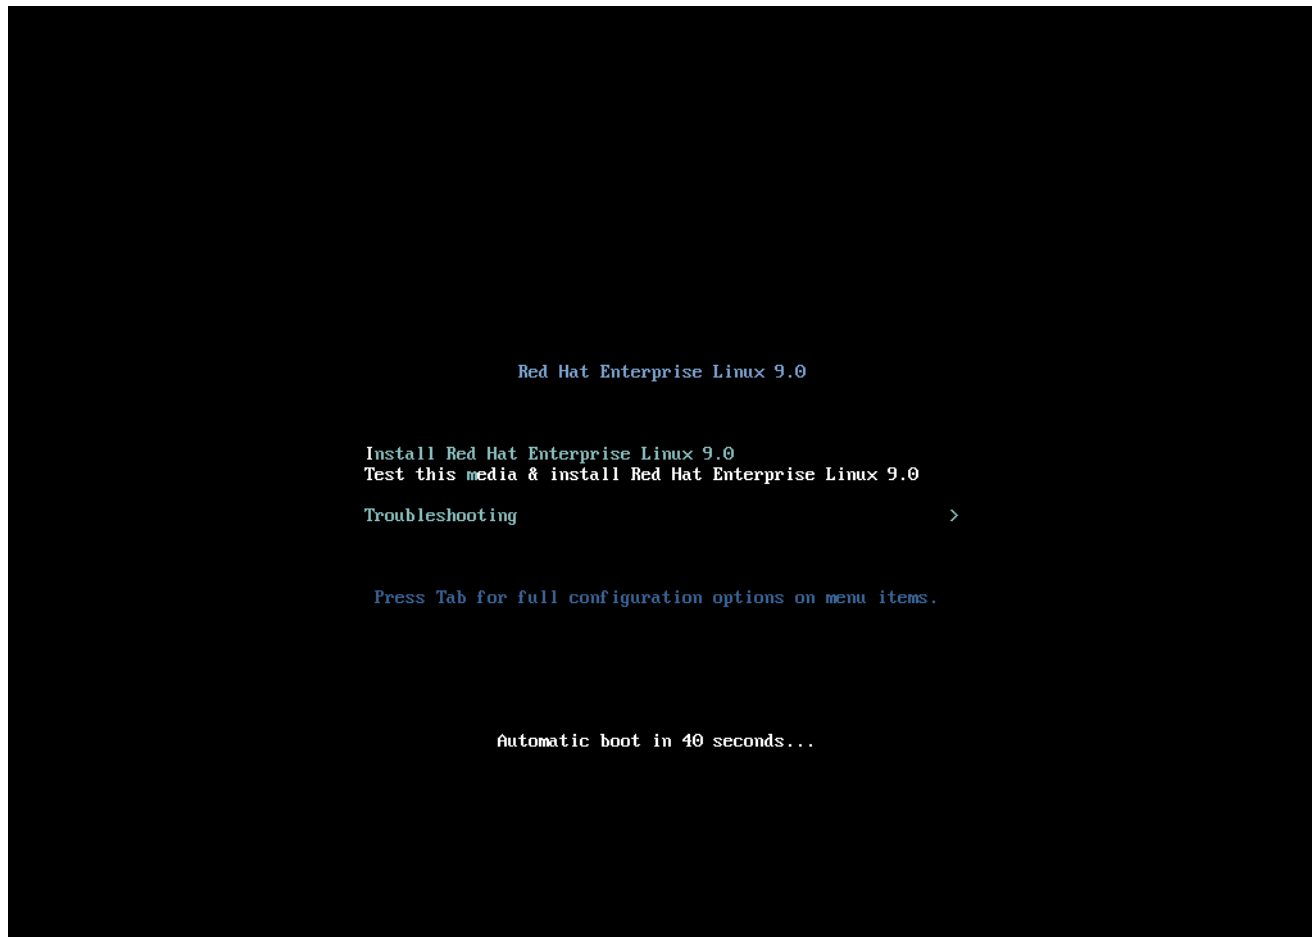 Red Hat Enterprise Linux 9.0
Install Red Hat Enterprise Linux 9.0
Test this media & install Red Hat Enterprise Linux 9.0
Troubleshooting >
Press Tab for full configuration options on menu items.
Automatic boot in 40 seconds...